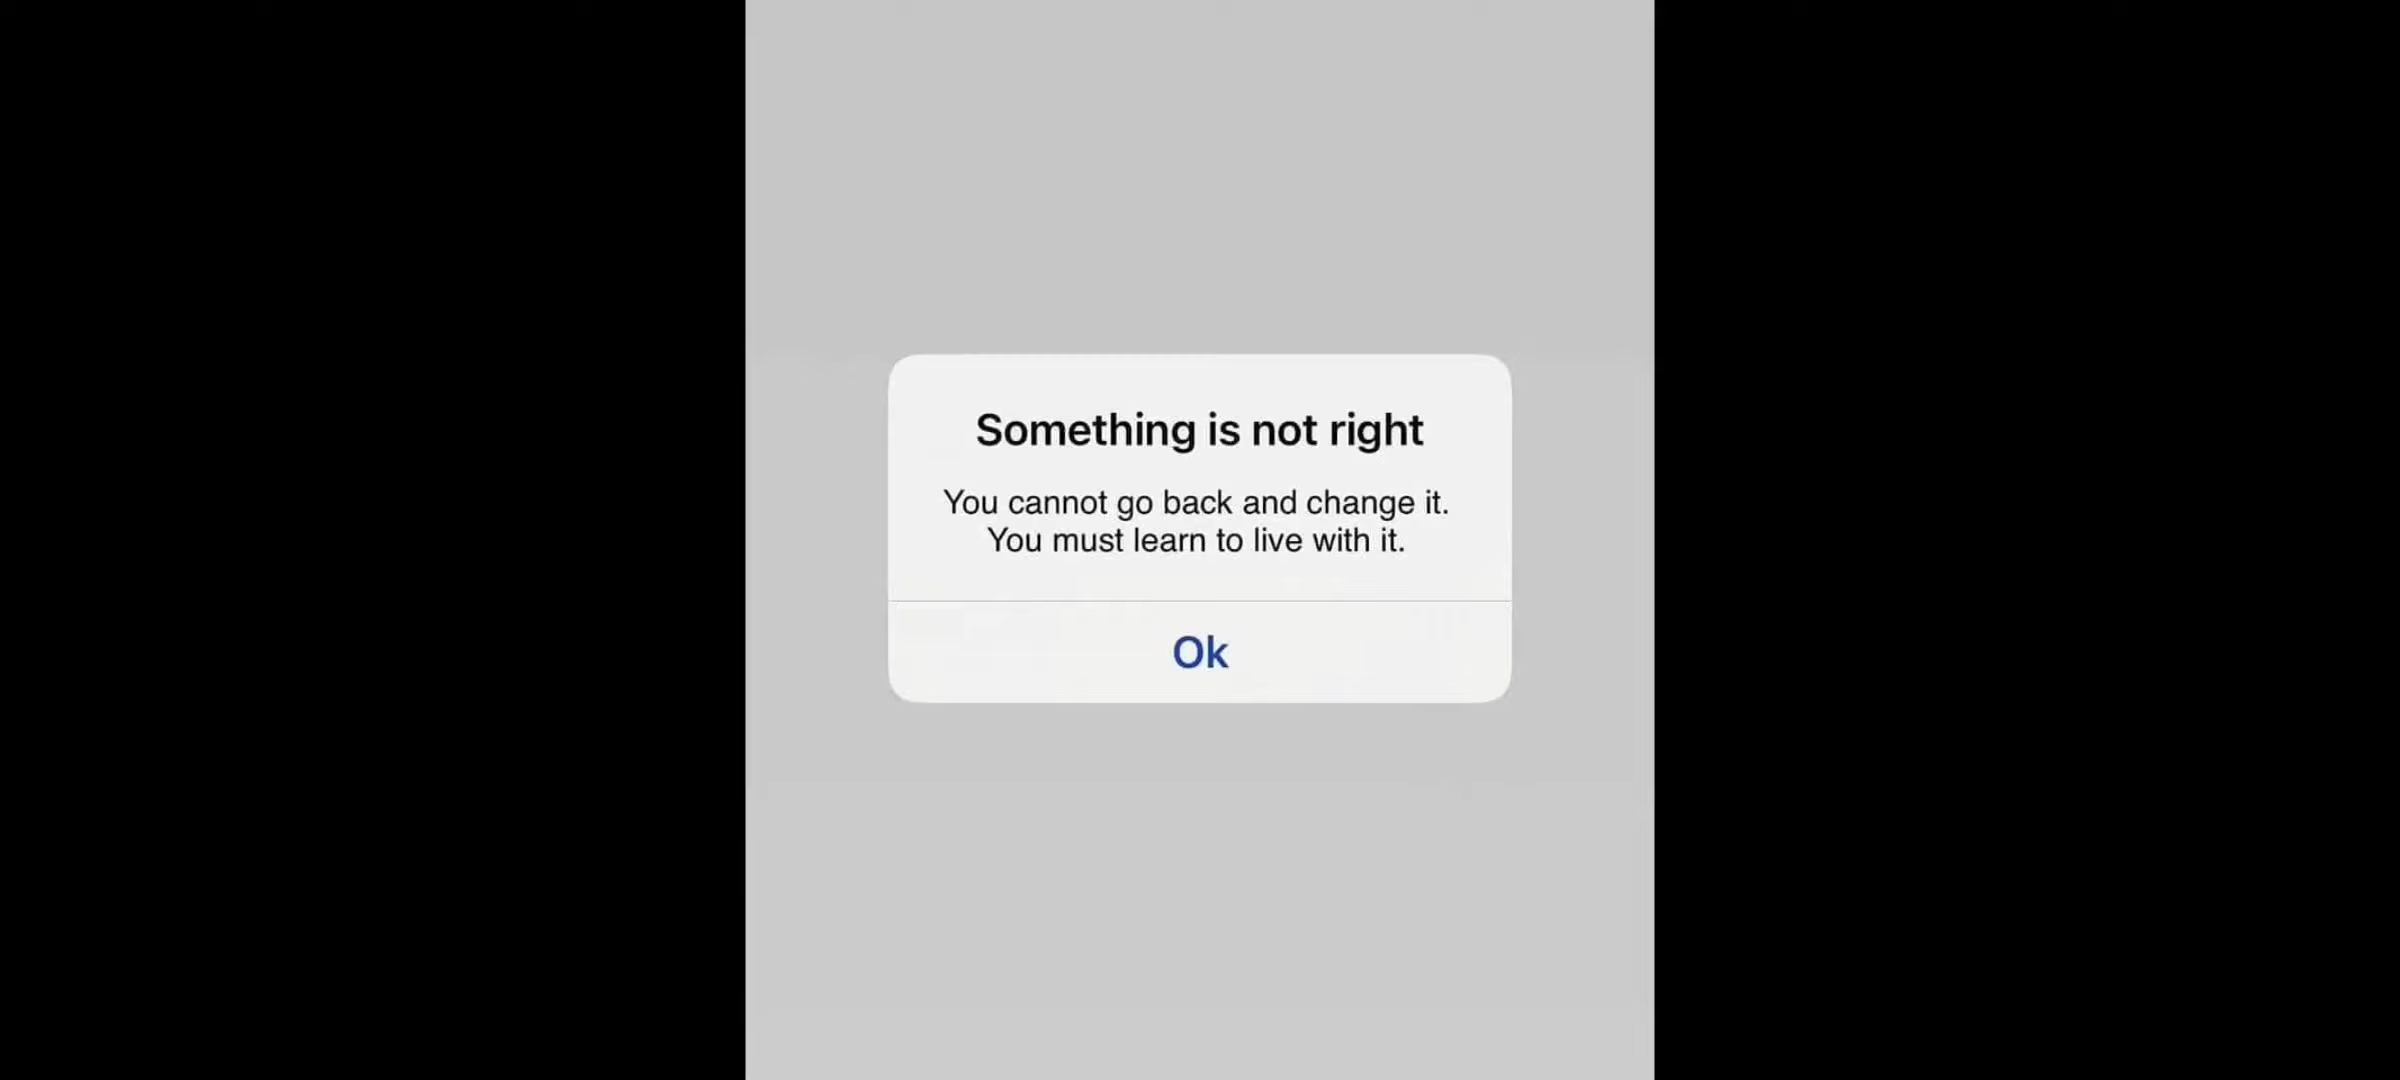 Something is not right
You cannot go back and change it.
You must learn to live with it.
Ok